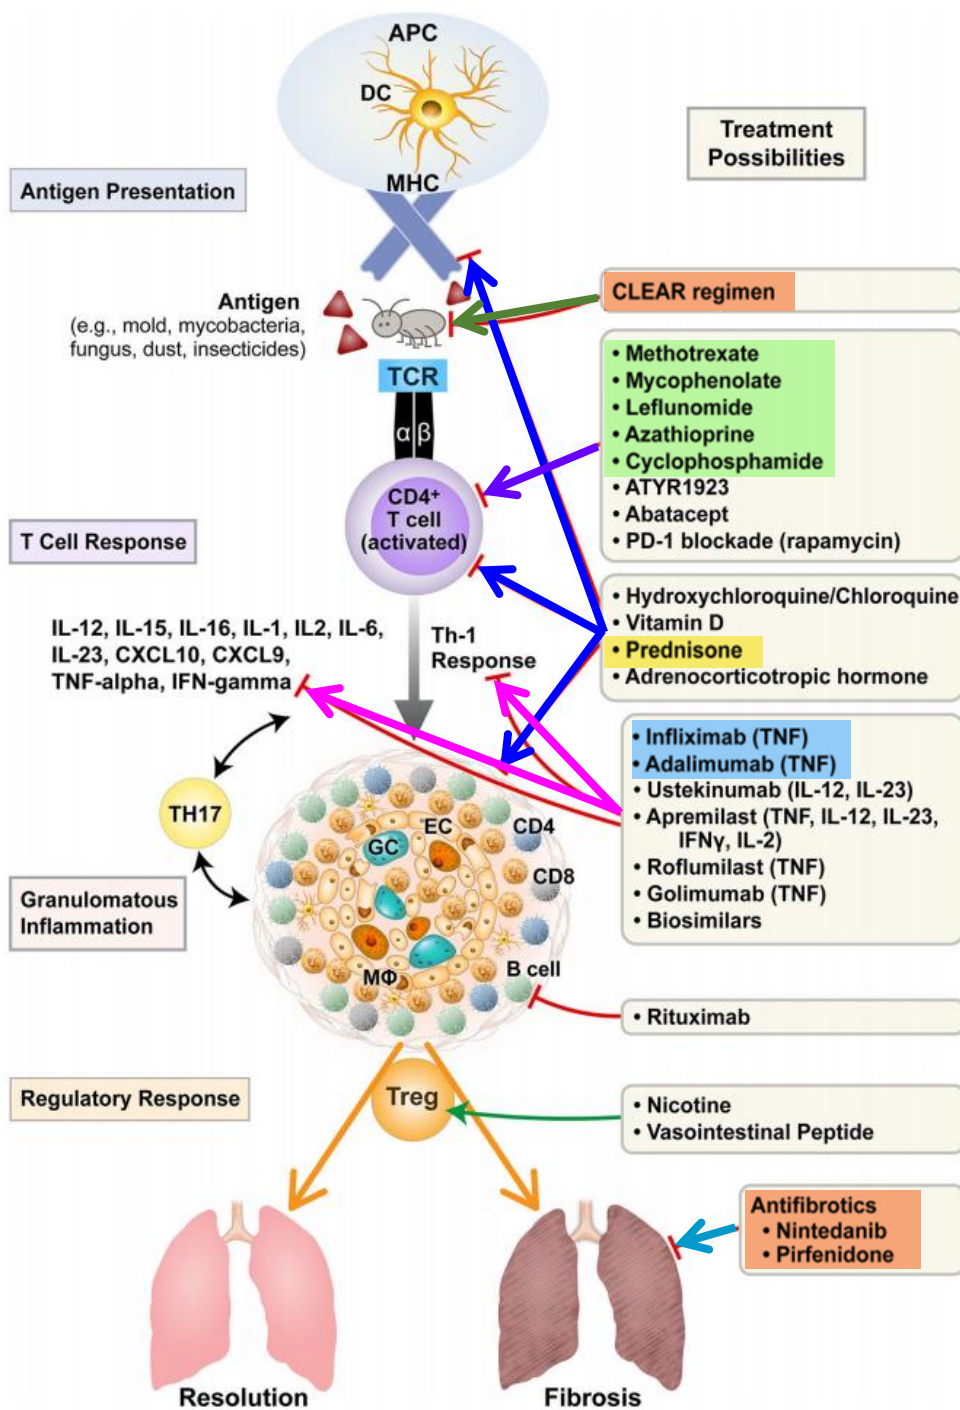 APC
DC
MHC
Treatment
Possibilities
Antigen Presentation
Antigen
(e.g., mold, mycobacteria,
fungus, dust, insecticides)
CLEAR regimen
TCR
α β
• Methotrexate
• Mycophenolate
• Leflunomide
• Azathioprine
• Cyclophosphamide
• ATYR1923
• Abatacept
• PD-1 blockade (rapamycin)
CD4+
T cell
(activated)
T Cell Response
• Hydroxychloroquine/Chloroquine
• Vitamin D
• Prednisone
• Adrenocorticotropic hormone
IL-12, IL-15, IL-16, IL-1, IL2, IL-6,
IL-23, CXCL10, CXCL9,
TNF-alpha, IFN-gamma
Th-1
Response
• Infliximab (TNF)
• Adalimumab (TNF)
• Ustekinumab (IL-12, IL-23)
• Apremilast (TNF, IL-12, IL-23,
IFNγ, IL-2)
• Roflumilast (TNF)
• Golimumab (TNF)
• Biosimilars
TH17
EC
CD4
GC
CD8
Granulomatous
Inflammation
MΦ
B cell
• Rituximab
Regulatory Response
Treg
• Nicotine
• Vasointestinal Peptide
Antifibrotics
• Nintedanib
• Pirfenidone
Resolution
Fibrosis